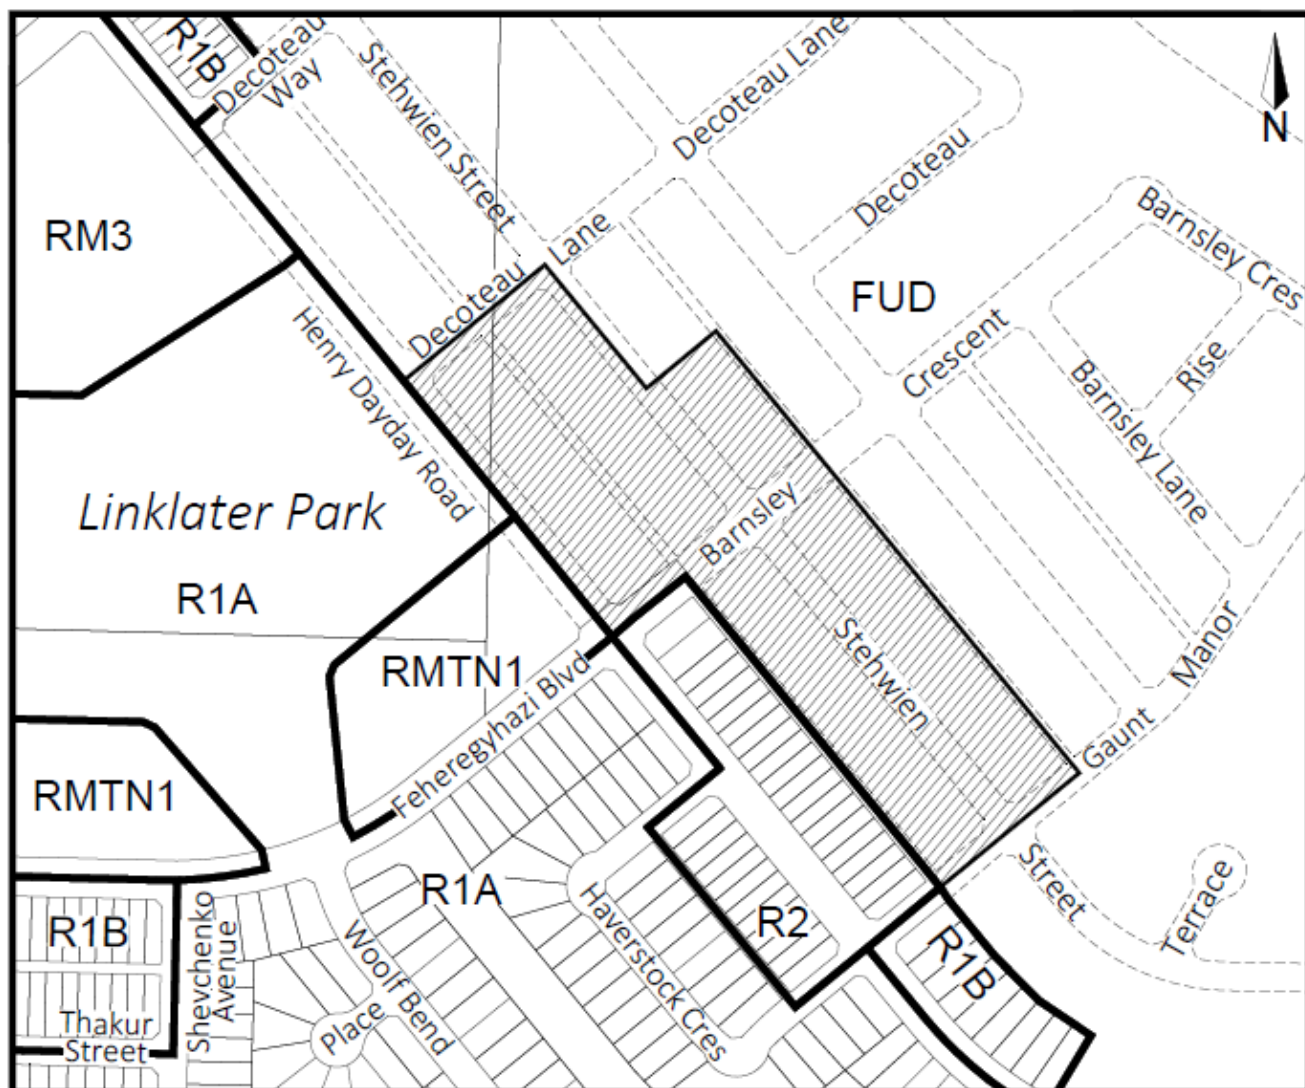 R1B
Decoteau
Way
Stehwien Street
Decoteau Lane
N
Decoteau
RM3
Lane
Barnsley Cres
Decoteau
FUD
Henry Dayday Road
Crescent
Rise
Barnsley Lane
Linklater Park
Barnsley
R1A
Manor
RMTN1
Stehwien
Feheregyhazi Blvd
Gaunt
RMTN1
R1A
Street
Haverstock Cres
R2
Terrace
R1B
Shevchenko
Avenue
Woolf Bend
R1B
Thakur
Street
Place